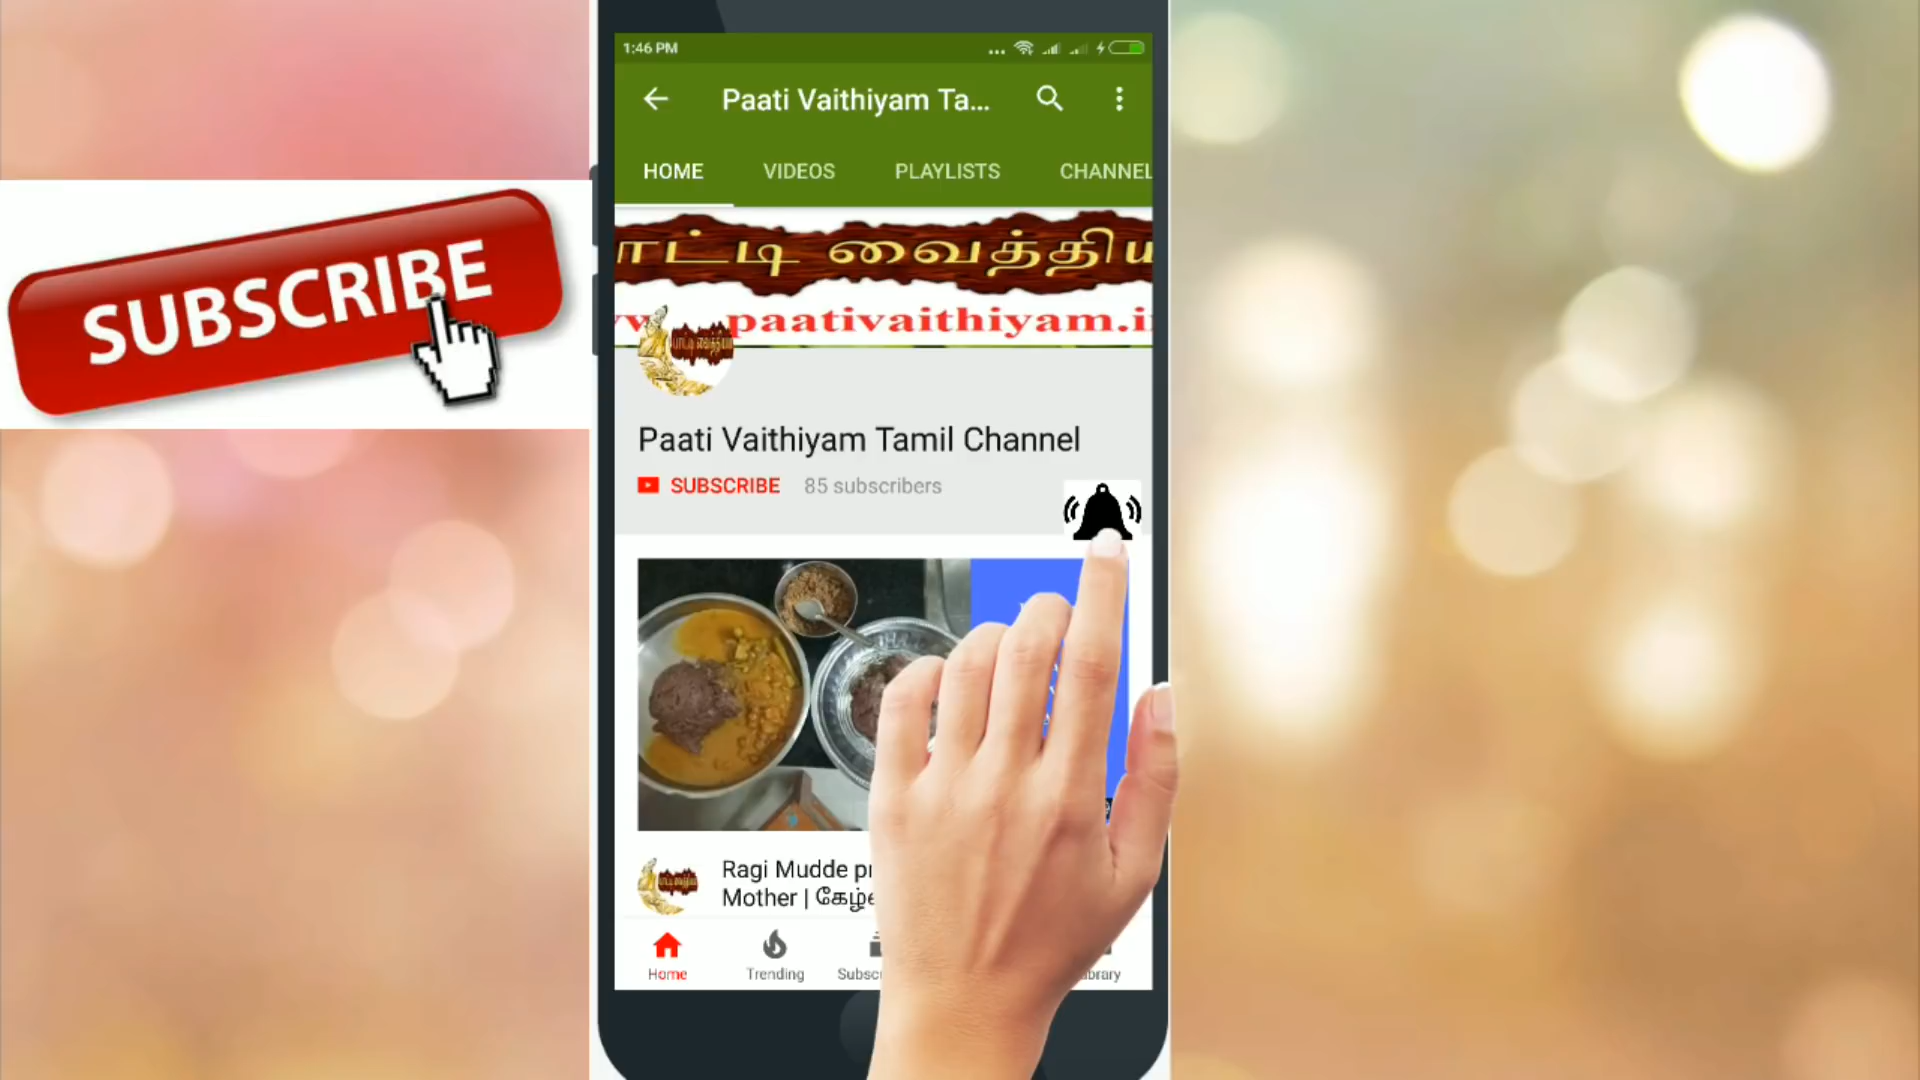 1:46 PM
Paati Vaithiyam Ta...
HOME VIDEOS PLAYLISTS CHANNEL
SUBSCRIBE
ாட்டி வைத்திய
paativaithiyam.i
Paati Vaithiyam Tamil Channel
SUBSCRIBE 85 subscribers
Ragi Mudde
Mother |
Home Trending